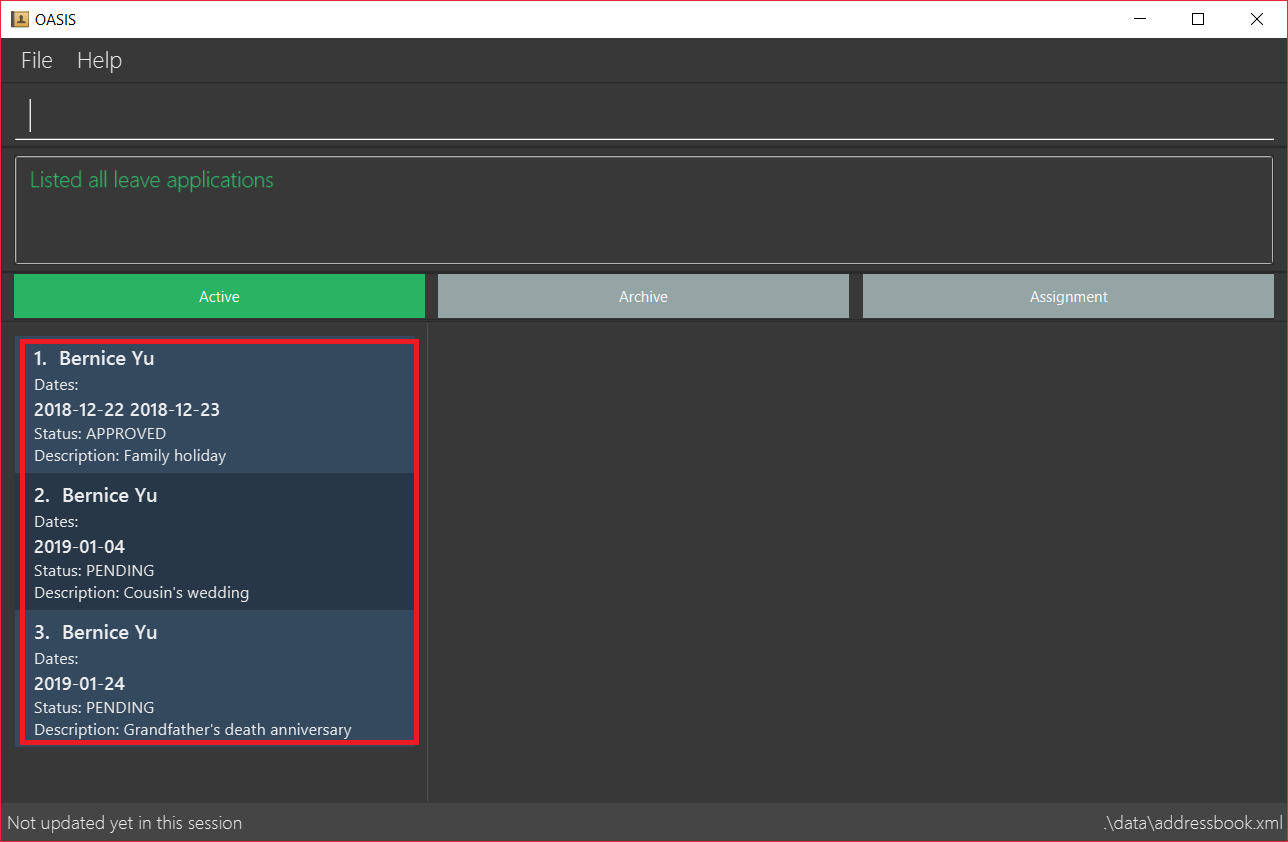 OASIS
File Help
Listed all leave applications
Active Archive Assignment
1. Bernice Yu
Dates:
2018-12-22 2018-12-23
Status: APPROVED
Description: Family holiday
2. Bernice Yu
Dates:
2019-01-04
Status: PENDING
Description: Cousin's wedding
3. Bernice Yu
Dates:
2019-01-24
Status: PENDING
Description: Grandfather's death anniversary
Not updated yet in this session .\data\addressbook.xml